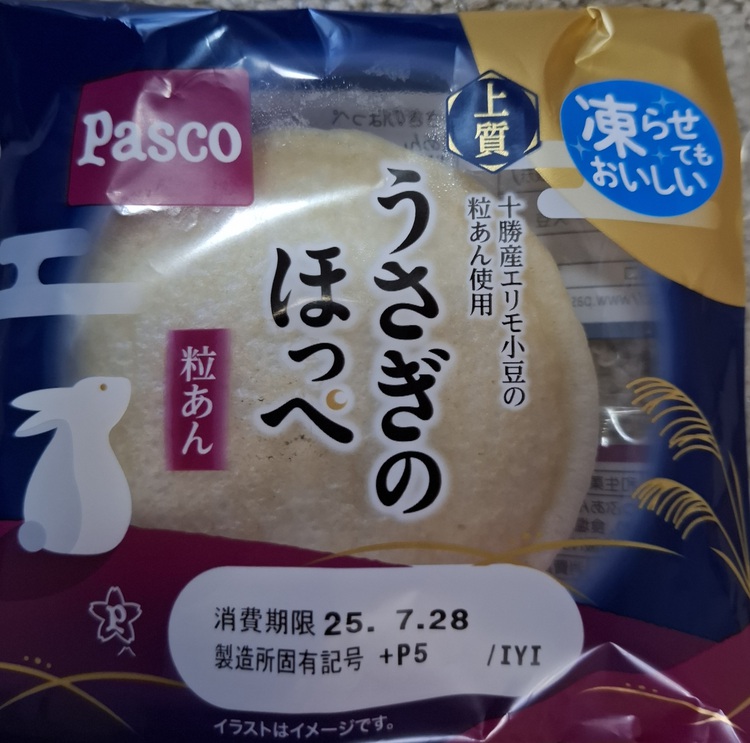 Pasco
上質
凍らせ
ても
おいしい
十勝産エリモ小豆の
粒あん使用
うさぎの
ほっぺ
粒あん
消費期限 25. 7.28
製造所固有記号 +P5 /IYI
P
イラストはイメージです。